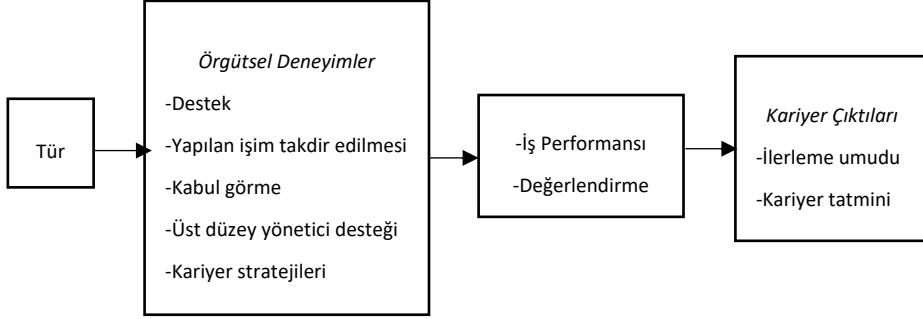 Tür
Örgütsel Deneyimler
-Destek
-Yapılan işim takdir edilmesi
-Kabul görme
-Üst düzey yönetici desteği
-Kariyer stratejileri
-İş Performansı
-Değerlendirme
Kariyer Çıktıları
-İlerleme umudu
-Kariyer tatmini